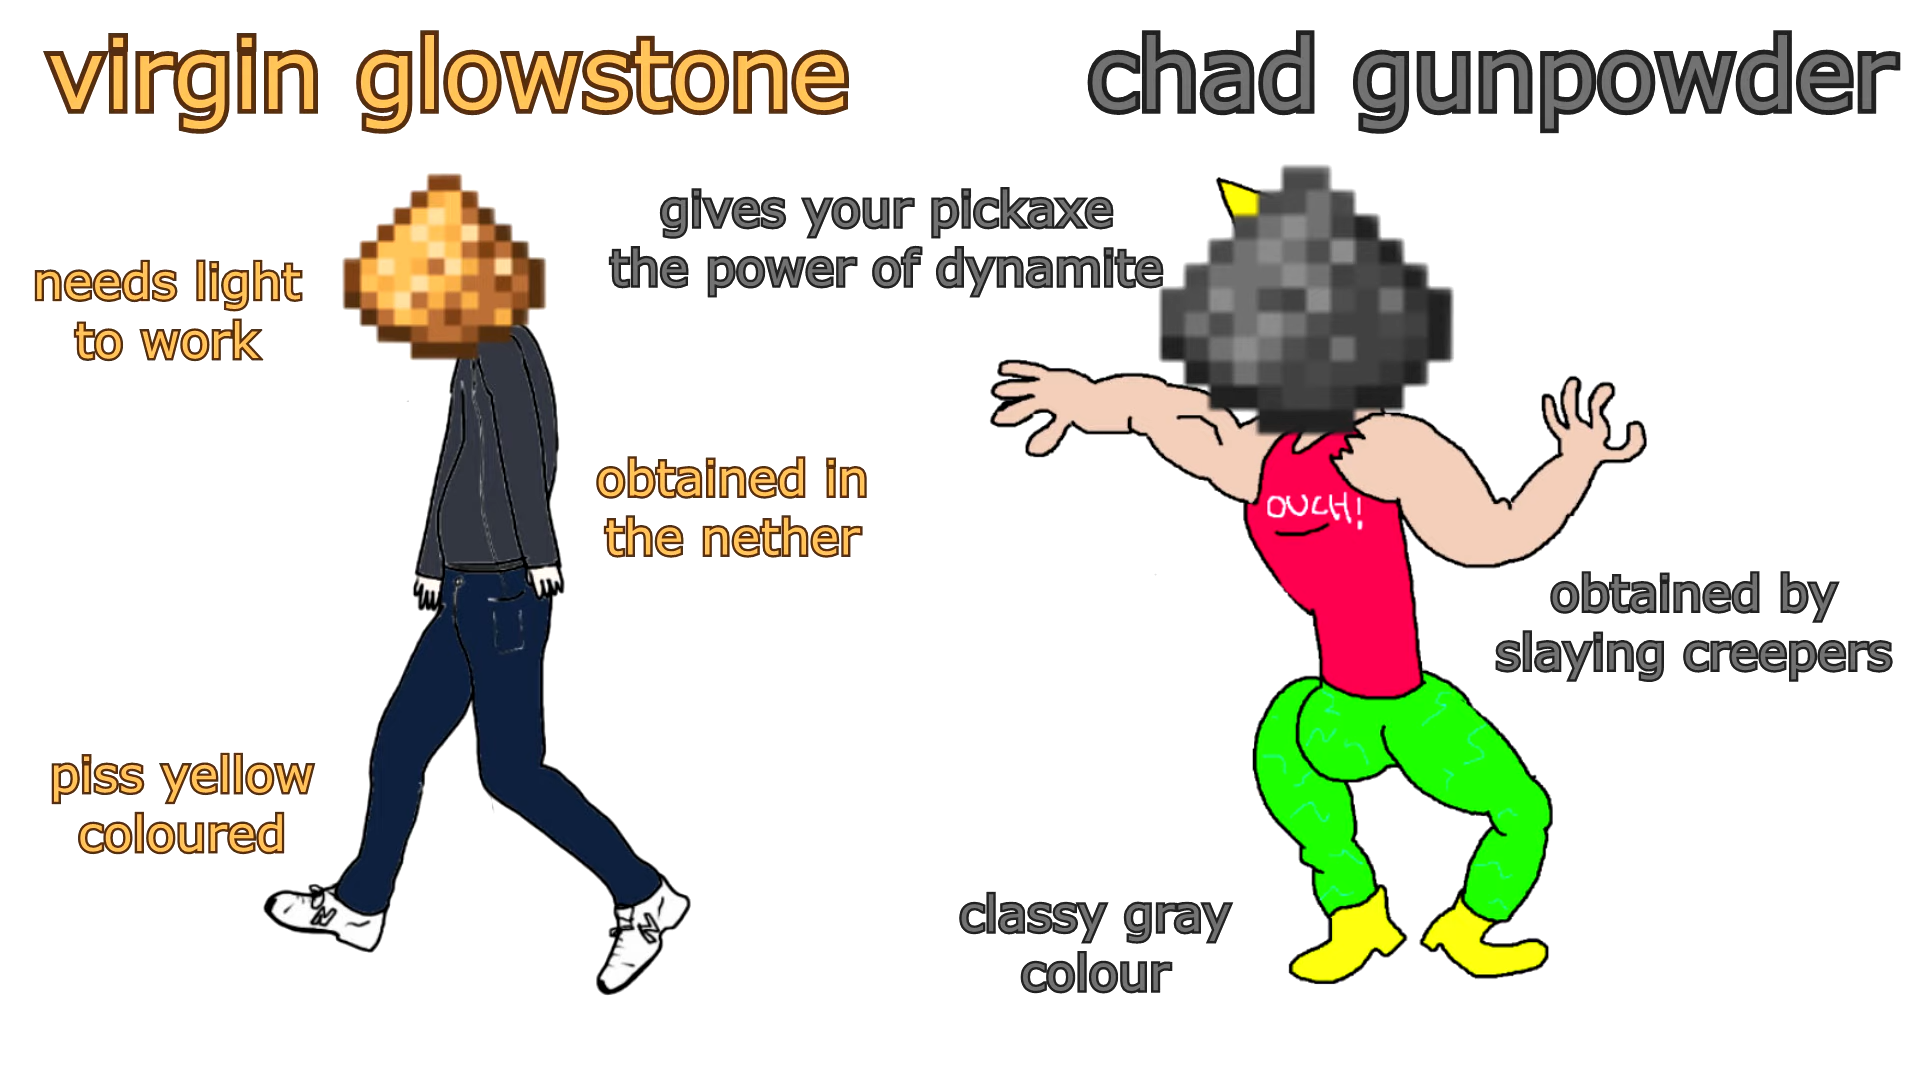 virgin glowstone
needs light
to work
obtained in
the nether
piss yellow
coloured
chad gunpowder
gives your pickaxe
the power of dynamite
OUCH!
obtained by
slaying creepers
classy gray
colour